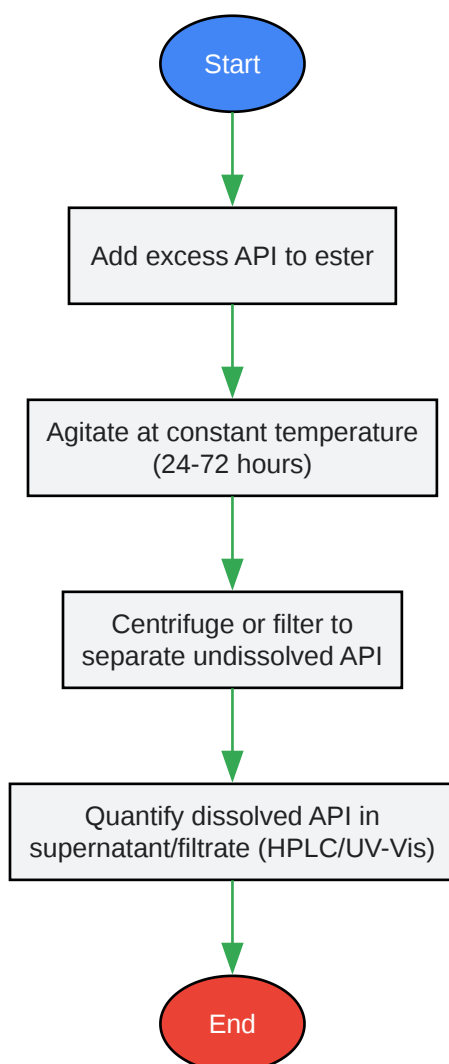 Start
Add excess API to ester
Agitate at constant temperature
(24-72 hours)
Centrifuge or filter to
separate undissolved API
Quantify dissolved API in
supernatant/filtrate (HPLC/UV-Vis)
End